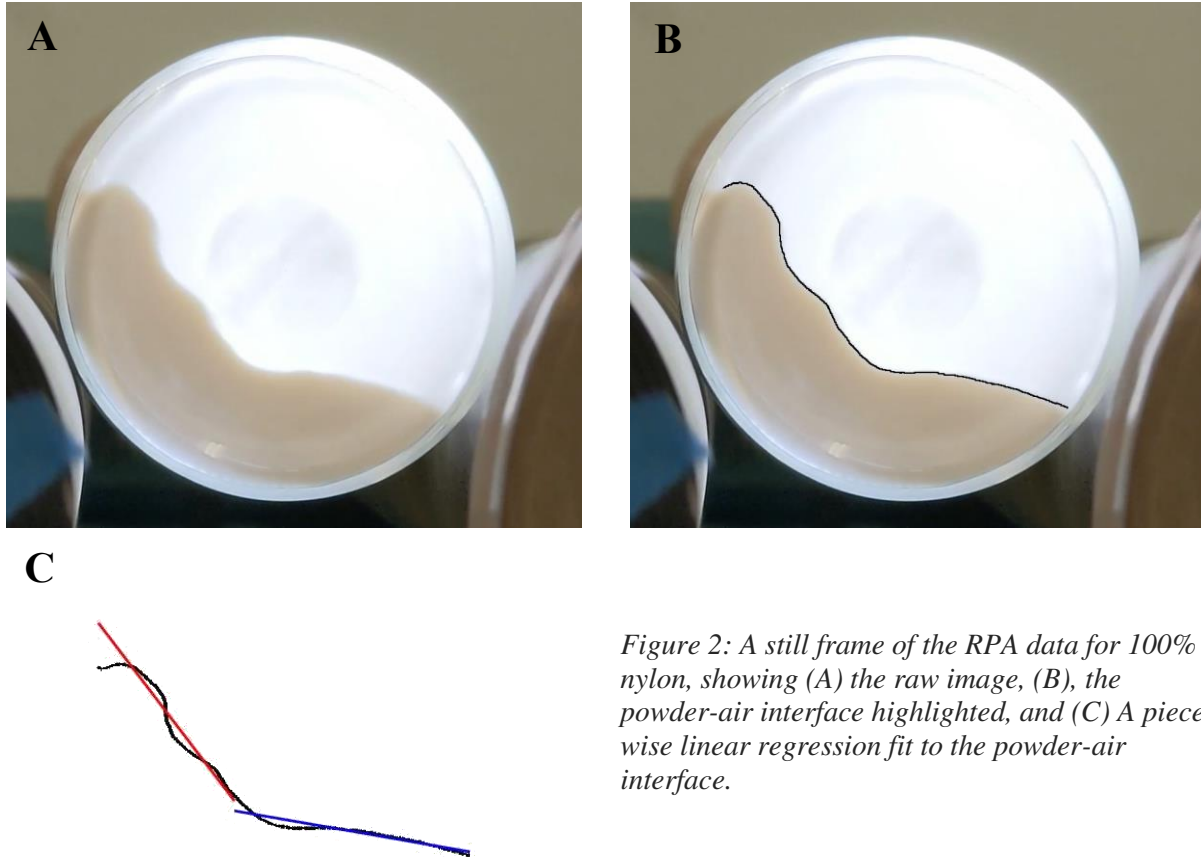 A
B
C
Figure 2: A still frame of the RPA data for 100%
nylon, showing (A) the raw image, (B), the
powder-air interface highlighted, and (C) A piece
wise linear regression fit to the powder-air
interface.